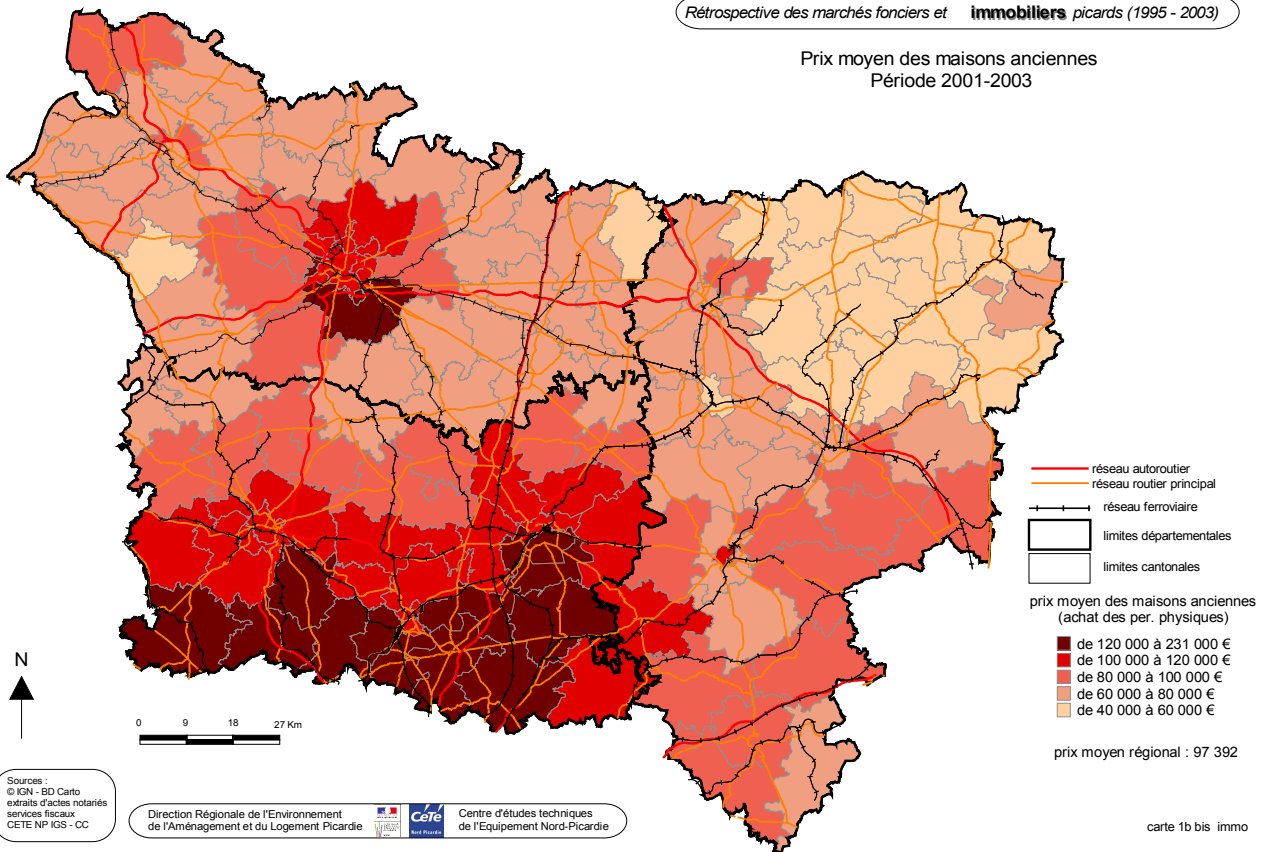 Rétrospective des marchés fonciers et immobiliers picards (1995 - 2003)
Prix moyen des maisons anciennes
Période 2001-2003
réseau autoroutier
réseau routier principal
réseau ferroviaire
limites départementales
limites cantonales
prix moyen des maisons anciennes
(achat des per. physiques)
de 120 000 à 231 000 €
de 100 000 à 120 000 €
de 80 000 à 100 000 €
de 60 000 à 80 000 €
de 40 000 à 60 000 €
prix moyen régional : 97 392
N
0 9 18 27 Km
Sources :
© IGN - BD Carto
extraits d'actes notariés
services fiscaux
CETE NP IGS - CC
Direction Régionale de l'Environnement
de l'Aménagement et du Logement Picardie
CéTé
Nord Picardie
Centre d'études techniques
de l'Equipement Nord-Picardie
carte 1b bis immo